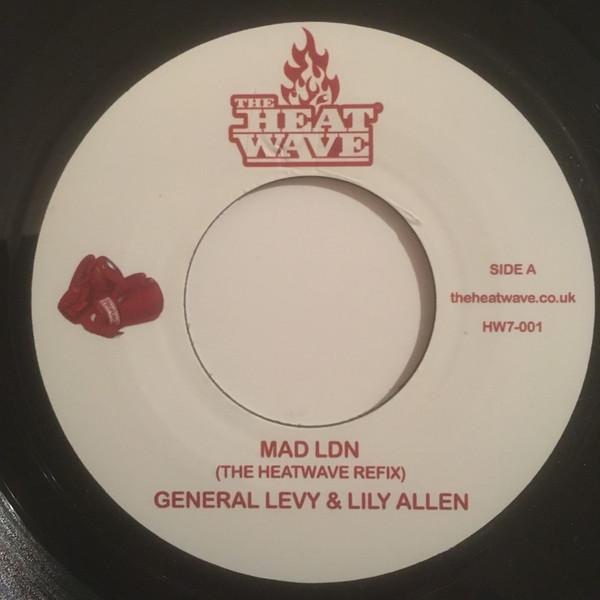 THE
HEAT
WAVE
SIDE A
theheatwave.co.uk
HW7-001
MAD LDN
(THE HEATWAVE REFIX)
GENERAL LEVY & LILY ALLEN